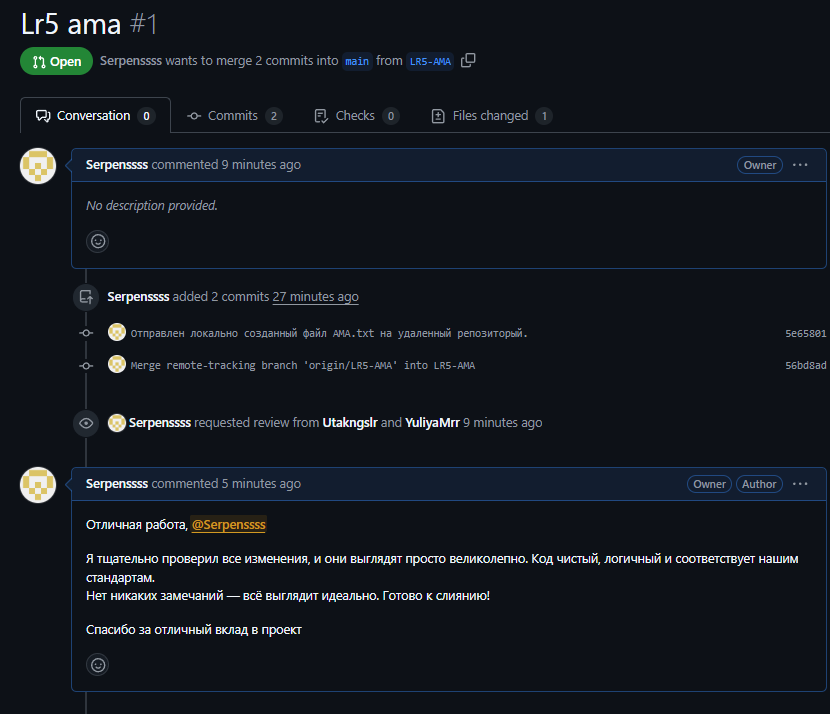 Lr5 ama #1
Open Serpenssss wants to merge 2 commits into main from LR5-AMA
Conversation 0 Commits 2 Checks 0 Files changed 1
Serpenssss commented 9 minutes ago Owner ...
No description provided.
Serpenssss added 2 commits 27 minutes ago
Отправлен локально созданный файл AMA.txt на удаленный репозиторый. 5e65801
Merge remote-tracking branch 'origin/LR5-AMA' into LR5-AMA 56bd8ad
Serpenssss requested review from Utakngslr and YuliyaMrr 9 minutes ago
Serpenssss commented 5 minutes ago Owner Author ...
Отличная работа, @Serpenssss
Я тщательно проверил все изменения, и они выглядят просто великолепно. Код чистый, логичный и соответствует нашим
стандартам.
Нет никаких замечаний — всё выглядит идеально. Готово к слиянию!
Спасибо за отличный вклад в проект